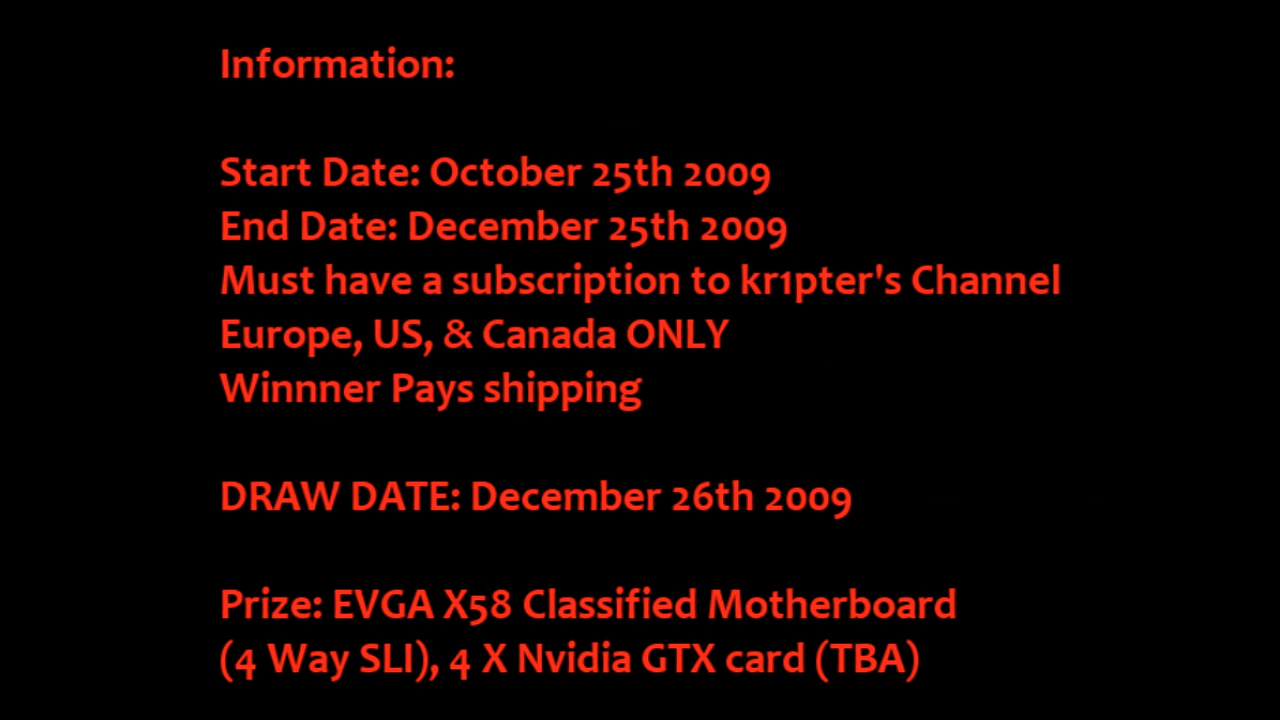 Information:
Start Date: October 25th 2009
End Date: December 25th 2009
Must have a subscription to kr1pter's Channel
Europe, US, & Canada ONLY
Winnner Pays shipping
DRAW DATE: December 26th 2009
Prize: EVGA X58 Classified Motherboard
(4 Way SLI), 4 X Nvidia GTX card (TBA)